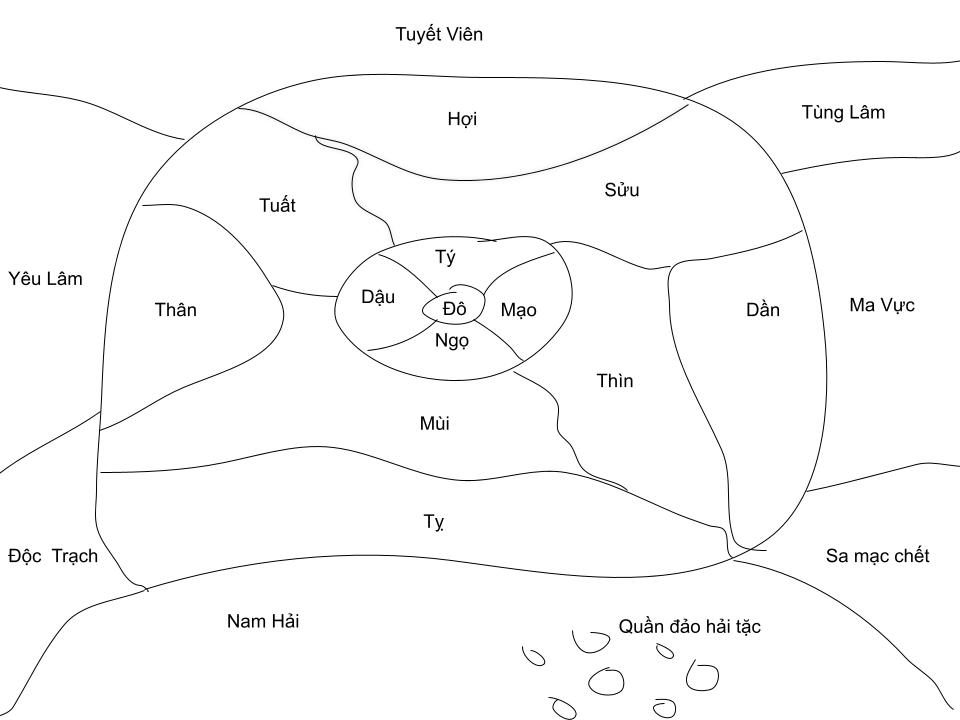 Tuyết Viên
Tùng Lâm
Hợi
Sửu
Tuất
Tý
Yêu Lâm
Thân
Dậu
Đô
Mạo
Dần
Ma Vực
Ngọ
Thìn
Mùi
Tỵ
Độc  Trạch
Sa mạc chết
Nam Hải
Quần đảo hải tặc